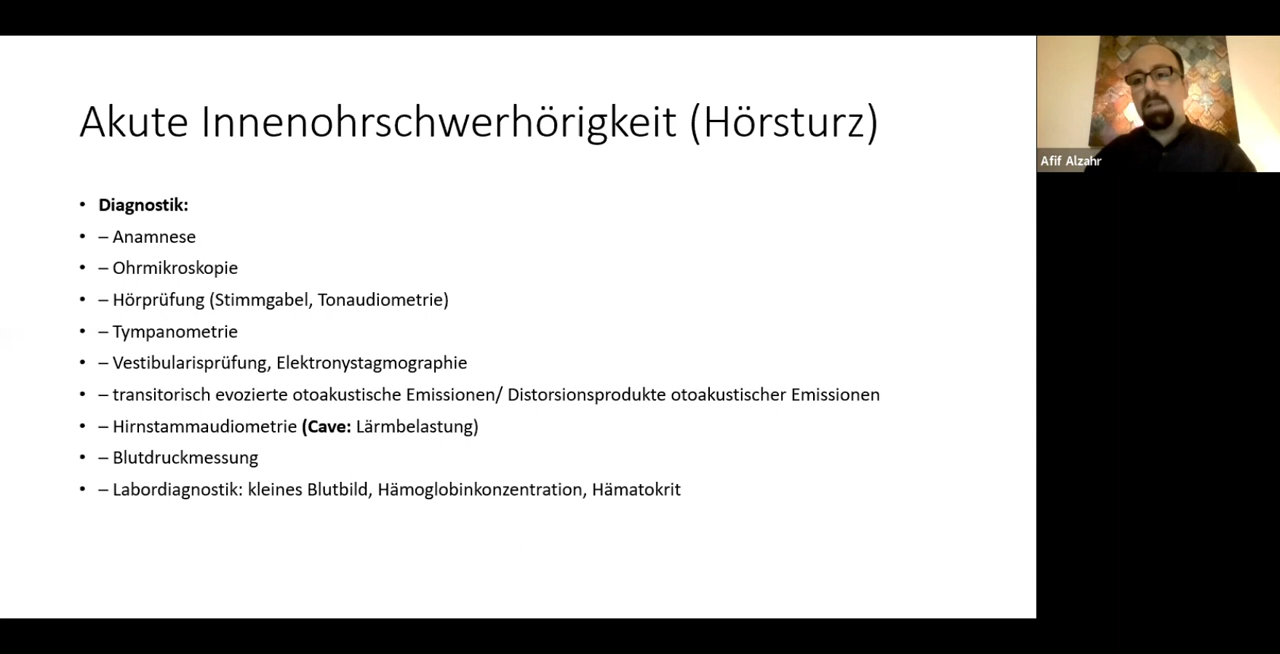 Akute Innenohrschwerhörigkeit (Hörsturz)
• Diagnostik:
• – Anamnese
• – Ohrmikroskopie
• – Hörprüfung (Stimmgabel, Tonaudiometrie)
• – Tympanometrie
• – Vestibularisprüfung, Elektronystagmographie
• – transitorisch evozierte otoakustische Emissionen/ Distorsionsprodukte otoakustischer Emissionen
• – Hirnstammaudiometrie (Cave: Lärmbelastung)
• – Blutdruckmessung
• – Labordiagnostik: kleines Blutbild, Hämoglobinkonzentration, Hämatokrit
Afif Alzahr